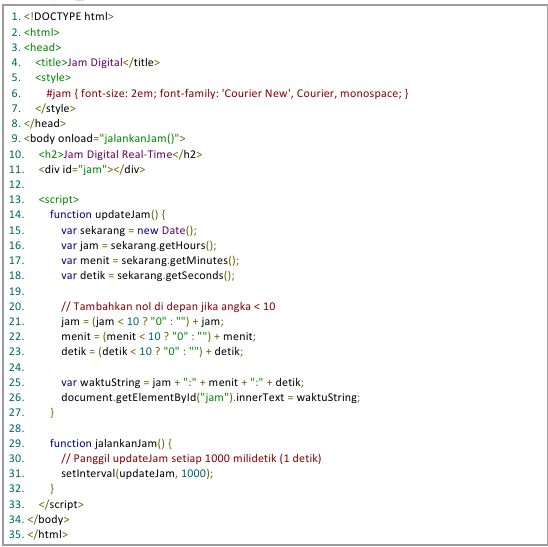 1. <!DOCTYPE html>
2. <html>
3. <head>
4. <title>Jam Digital</title>
5. <style>
6. #jam { font-size: 2em; font-family: 'Courier New', Courier, monospace; }
7. </style>
8. </head>
9. <body onload="jalankanJam()">
10. <h2>Jam Digital Real-Time</h2>
11. <div id="jam"></div>
12.
13. <script>
14. function updateJam() {
15. var sekarang = new Date();
16. var jam = sekarang.getHours();
17. var menit = sekarang.getMinutes();
18. var detik = sekarang.getSeconds();
19.
20. // Tambahkan nol di depan jika angka < 10
21. jam = (jam < 10 ? "0" : "") + jam;
22. menit = (menit < 10 ? "0" : "") + menit;
23. detik = (detik < 10 ? "0" : "") + detik;
24.
25. var waktuString = jam + ":" + menit + ":" + detik;
26. document.getElementById("jam").innerText = waktuString;
27. }
28.
29. function jalankanJam() {
30. // Panggil updateJam setiap 1000 milidetik (1 detik)
31. setInterval(updateJam, 1000);
32. }
33. </script>
34. </body>
35. </html>